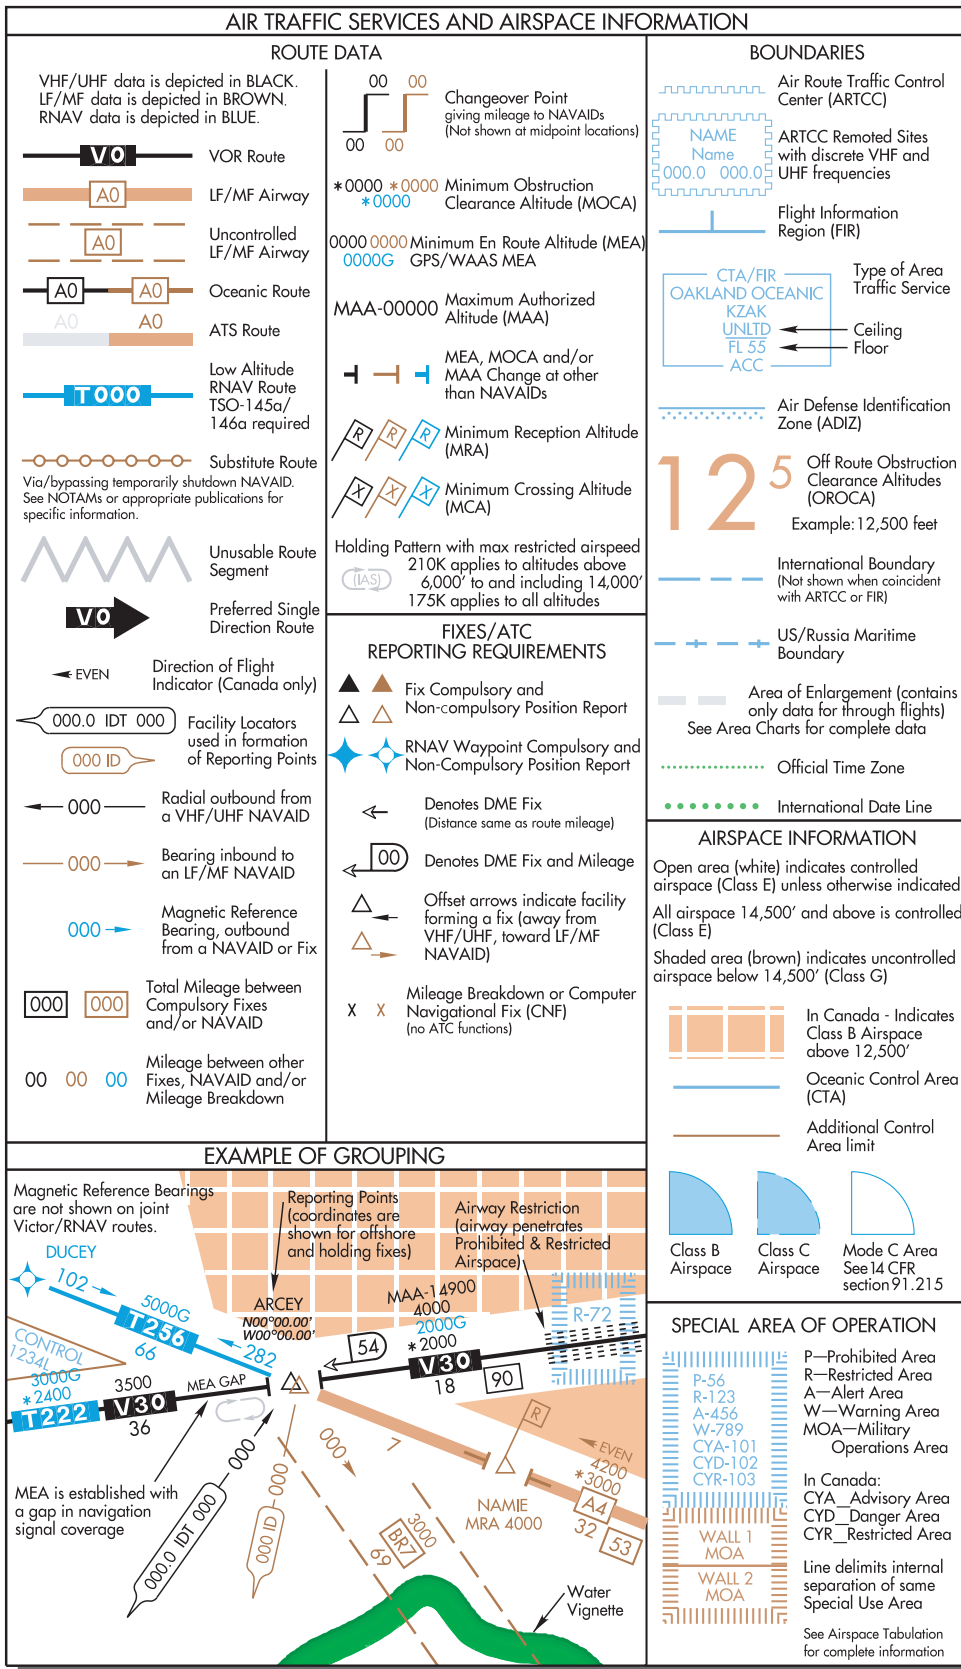 AIR TRAFFIC SERVICES AND AIRSPACE INFORMATION
ROUTE DATA
VHF/UHF data is depicted in BLACK.
LF/MF data is depicted in BROWN.
RNAV data is depicted in BLUE.
V0
VOR Route
A0
LF/MF Airway
A0
Uncontrolled
LF/MF Airway
A0 A0
Oceanic Route
A0 A0
ATS Route
T000
Low Altitude
RNAV Route
TSO-145a/
146a required
Substitute Route
Via/bypassing temporarily shutdown NAVAID.
See NOTAMs or appropriate publications for
specific information.
Unusable Route
Segment
V0
Preferred Single
Direction Route
EVEN
Direction of Flight
Indicator (Canada only)
000.0 IDT 000
000 ID
Facility Locators
used in formation
of Reporting Points
000
Radial outbound from
a VHF/UHF NAVAID
000
Bearing inbound to
an LF/MF NAVAID
000
Magnetic Reference
Bearing, outbound
from a NAVAID or Fix
000 000
Total Mileage between
Compulsory Fixes
and/or NAVAID
00 00 00
Mileage between other
Fixes, NAVAID and/or
Mileage Breakdown
00 00
00 00
Changeover Point
giving mileage to NAVAIDs
(Not shown at midpoint locations)
*0000 *0000
*0000
Minimum Obstruction
Clearance Altitude (MOCA)
0000 0000 Minimum En Route Altitude (MEA)
0000G GPS/WAAS MEA
MAA-00000
Maximum Authorized
Altitude (MAA)
MEA, MOCA and/or
MAA Change at other
than NAVAIDs
R R R
Minimum Reception Altitude
(MRA)
X X X
Minimum Crossing Altitude
(MCA)
Holding Pattern with max restricted airspeed
(IAS)
210K applies to altitudes above
6,000' to and including 14,000'
175K applies to all altitudes
FIXES/ATC
REPORTING REQUIREMENTS
Fix Compulsory and
Non-compulsory Position Report
RNAV Waypoint Compulsory and
Non-Compulsory Position Report
Denotes DME Fix
(Distance same as route mileage)
00
Denotes DME Fix and Mileage
Offset arrows indicate facility
forming a fix (away from
VHF/UHF, toward LF/MF
NAVAID)
x x
Mileage Breakdown or Computer
Navigational Fix (CNF)
(no ATC functions)
BOUNDARIES
Air Route Traffic Control
Center (ARTCC)
NAME
Name
000.0 000.0
ARTCC Remoted Sites
with discrete VHF and
UHF frequencies
Flight Information
Region (FIR)
CTA/FIR
OAKLAND OCEANIC
KZAK
UNLTD
FL 55
ACC
Type of Area
Traffic Service
Ceiling
Floor
Air Defense Identification
Zone (ADIZ)
12 5
Off Route Obstruction
Clearance Altitudes
(OROCA)
Example: 12,500 feet
International Boundary
(Not shown when coincident
with ARTCC or FIR)
US/Russia Maritime
Boundary
Area of Enlargement (contains
only data for through flights)
See Area Charts for complete data
Official Time Zone
International Date Line
AIRSPACE INFORMATION
Open area (white) indicates controlled
airspace (Class E) unless otherwise indicated
All airspace 14,500' and above is controlled
(Class E)
Shaded area (brown) indicates uncontrolled
airspace below 14,500' (Class G)
In Canada - Indicates
Class B Airspace
above 12,500'
Oceanic Control Area
(CTA)
Additional Control
Area limit
Class B
Airspace
Class C
Airspace
Mode C Area
See 14 CFR
section 91.215
SPECIAL AREA OF OPERATION
P-56
R-123
A-456
W-789
CYA-101
CYD-102
CYR-103
WALL 1
MOA
WALL 2
MOA
P—Prohibited Area
R—Restricted Area
A—Alert Area
W—Warning Area
MOA—Military
Operations Area
In Canada:
CYA__Advisory Area
CYD__Danger Area
CYR__Restricted Area
Line delimits internal
separation of same
Special Use Area
See Airspace Tabulation
for complete information
EXAMPLE OF GROUPING
Magnetic Reference Bearings
are not shown on joint
Victor/RNAV routes.
DUCEY
102
5000G
T256
66
282
CONTROL
1234L
3000G
*2400
T222
3500
V30
36
MEA GAP
Reporting Points
(coordinates are
shown for offshore
and holding fixes)
ARCEY
N00°00.00'
W00°00.00'
Airway Restriction
(airway penetrates
Prohibited & Restricted
Airspace)
MAA-14900
4000
2000G
*2000
54
V30
18
90
R-72
MEA is established with
a gap in navigation
signal coverage
000
000.0 IDT 000
000
000 ID
000
7
R
NAMIE
MRA 4000
EVEN
4200
*3000
A4
32
53
3000
BR7
69
Water
Vignette